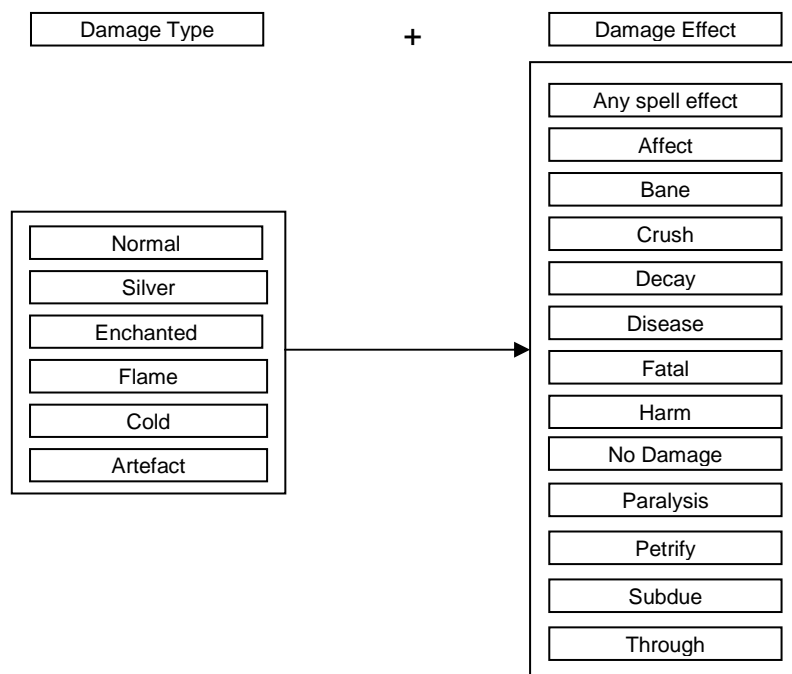 Damage Type
+
Damage Effect
Normal
Silver
Enchanted
Flame
Cold
Artefact
Any spell effect
Affect
Bane
Crush
Decay
Disease
Fatal
Harm
No Damage
Paralysis
Petrify
Subdue
Through